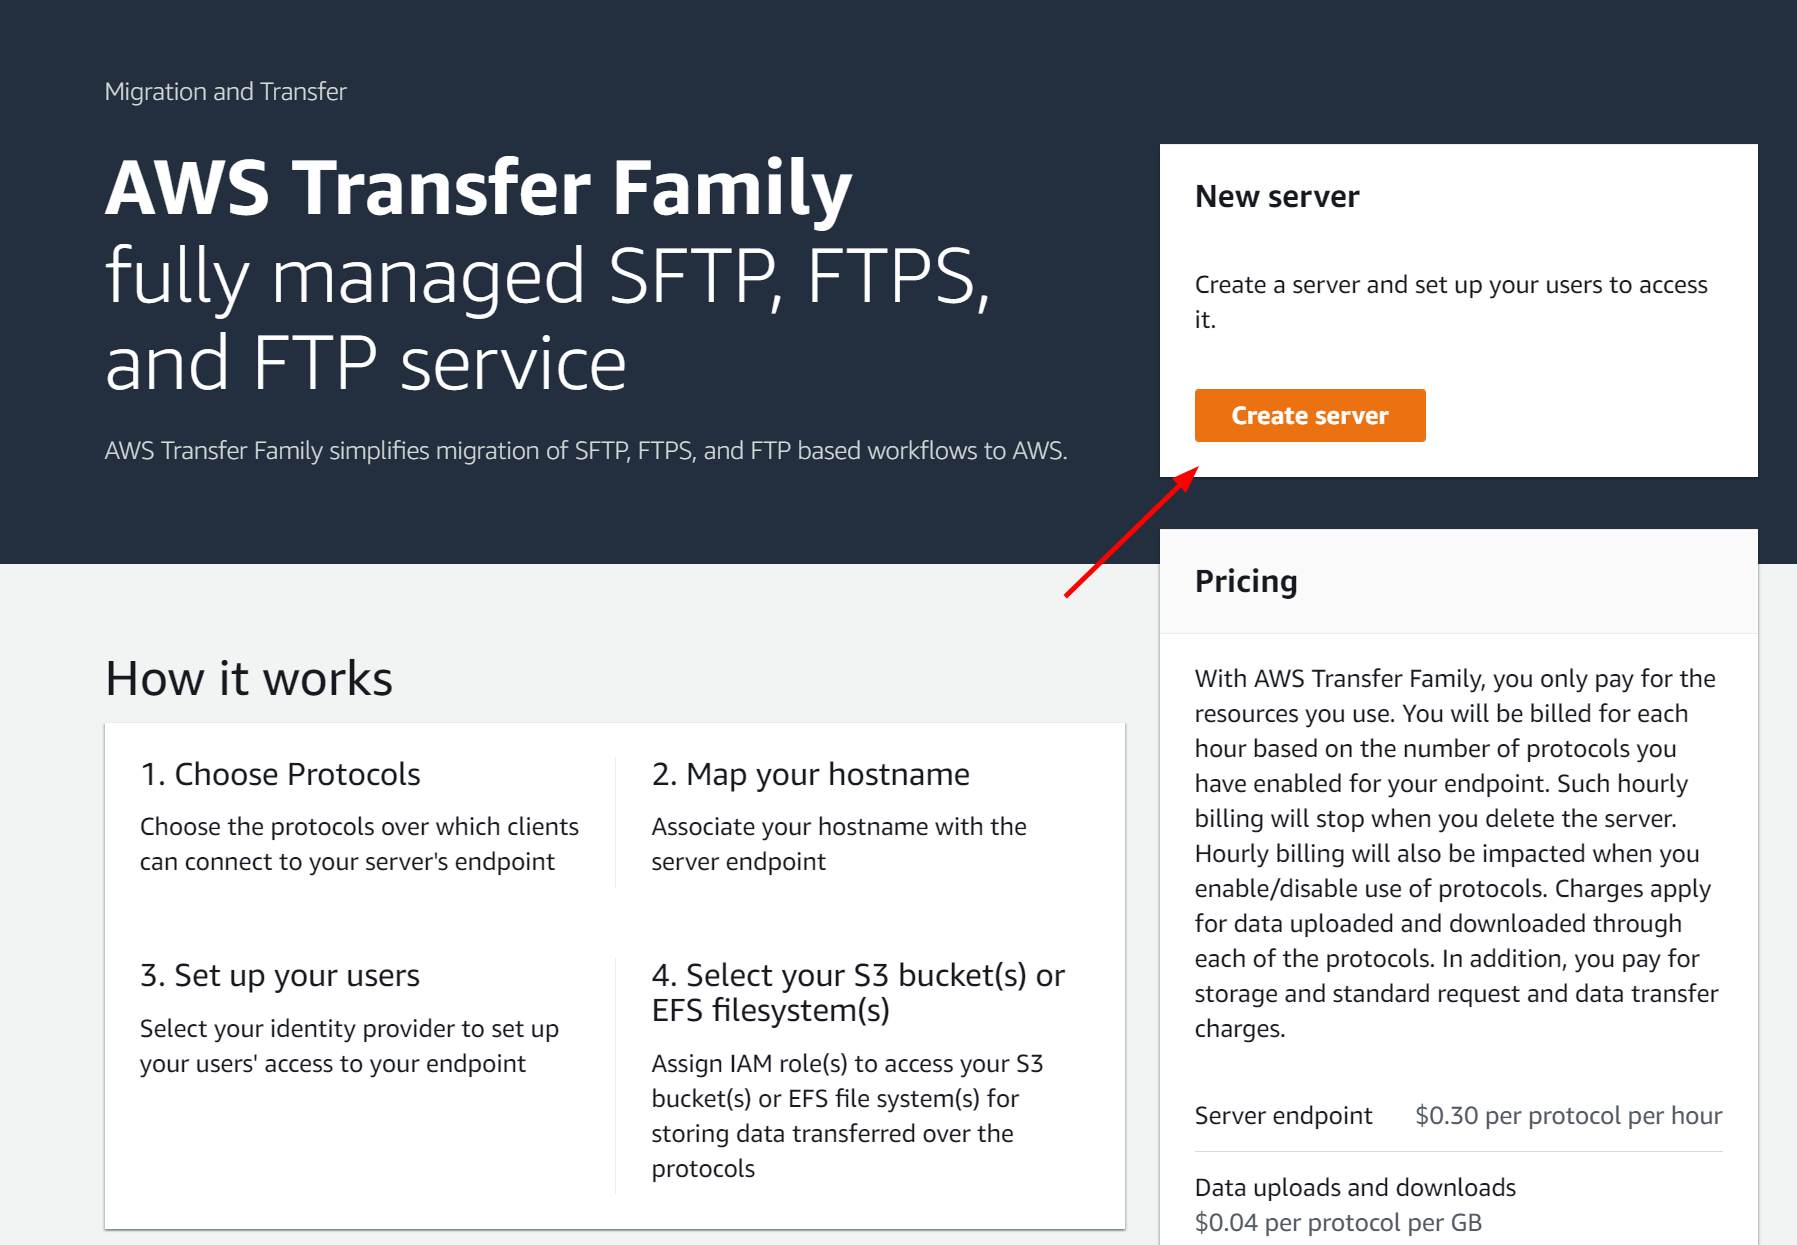 Migration and Transfer
AWS Transfer Family
fully managed SFTP, FTPS,
and FTP service
AWS Transfer Family simplifies migration of SFTP, FTPS, and FTP based workflows to AWS.
New server
Create a server and set up your users to access
it.
Create server
How it works
1. Choose Protocols
Choose the protocols over which clients
can connect to your server's endpoint
2. Map your hostname
Associate your hostname with the
server endpoint
3. Set up your users
Select your identity provider to set up
your users' access to your endpoint
4. Select your S3 bucket(s) or
EFS filesystem(s)
Assign IAM role(s) to access your S3
bucket(s) or EFS file system(s) for
storing data transferred over the
protocols
Pricing
With AWS Transfer Family, you only pay for the
resources you use. You will be billed for each
hour based on the number of protocols you
have enabled for your endpoint. Such hourly
billing will stop when you delete the server.
Hourly billing will also be impacted when you
enable/disable use of protocols. Charges apply
for data uploaded and downloaded through
each of the protocols. In addition, you pay for
storage and standard request and data transfer
charges.
Server endpoint $0.30 per protocol per hour
Data uploads and downloads
$0.04 per protocol per GB